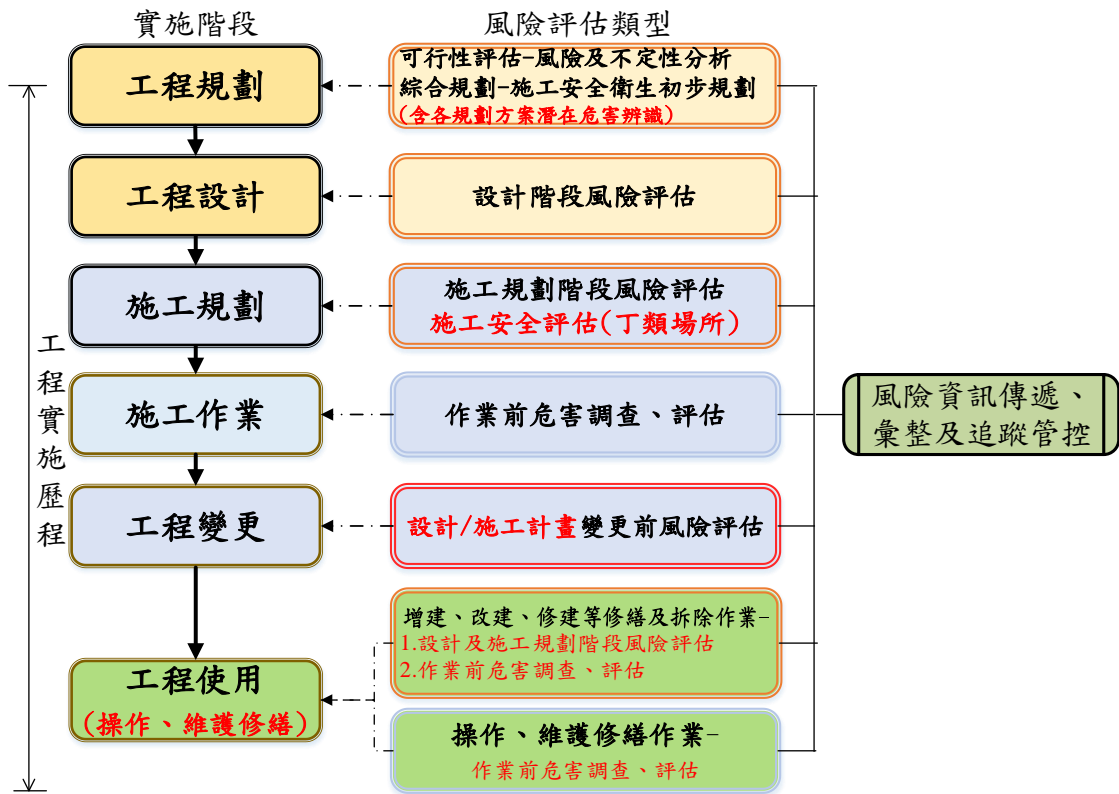 實施階段
風險評估類型
工程規劃
可行性評估-風險及不定性分析
綜合規劃-施工安全衛生初步規劃
(含各規劃方案潛在危害辨識)
工程設計
設計階段風險評估
施工規劃
施工規劃階段風險評估
施工安全評估(丁類場所)
工程實施歷程
施工作業
作業前危害調查、評估
風險資訊傳遞、
彙整及追蹤管控
工程變更
設計/施工計畫變更前風險評估
工程使用
(操作、維護修繕)
增建、改建、修建等修繕及拆除作業-
1.設計及施工規劃階段風險評估
2.作業前危害調查、評估
操作、維護修繕作業-
作業前危害調查、評估